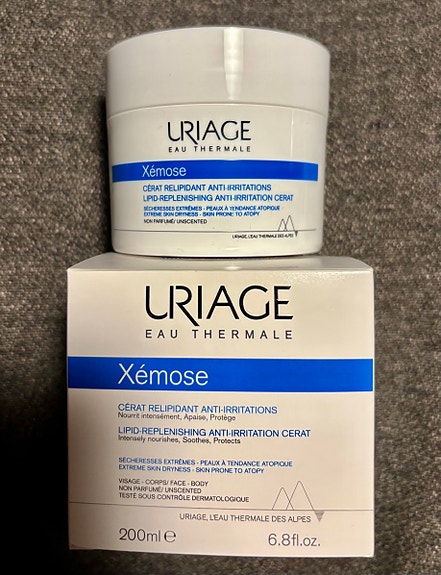 URIAGE
EAU THERMALE
Xémose
CÉRAT RELIPIDANT ANTI-IRRITATIONS
LIPID-REPLENISHING ANTI-IRRITATION CERAT
SÉCHERESSES EXTRÊMES - PEAUX À TENDANCE ATOPIQUE
EXTREME SKIN DRYNESS - SKIN PRONE TO ATOPY
NON PARFUMÉ/ UNSCENTED
URIAGE, L'EAU THERMALE DES ALPES
URIAGE
EAU THERMALE
Xémose
CÉRAT RELIPIDANT ANTI-IRRITATIONS
Nourrit intensément, Apaise, Protège
LIPID-REPLENISHING ANTI-IRRITATION CERAT
Intensely nourishes, Soothes, Protects
SÉCHERESSES EXTRÊMES - PEAUX À TENDANCE ATOPIQUE
EXTREME SKIN DRYNESS - SKIN PRONE TO ATOPY
VISAGE - CORPS/ FACE - BODY
NON PARFUMÉ/ UNSCENTED
TESTÉ SOUS CONTRÔLE DERMATOLOGIQUE
URIAGE, L'EAU THERMALE DES ALPES
200ml ℮ 6.8fl.oz.